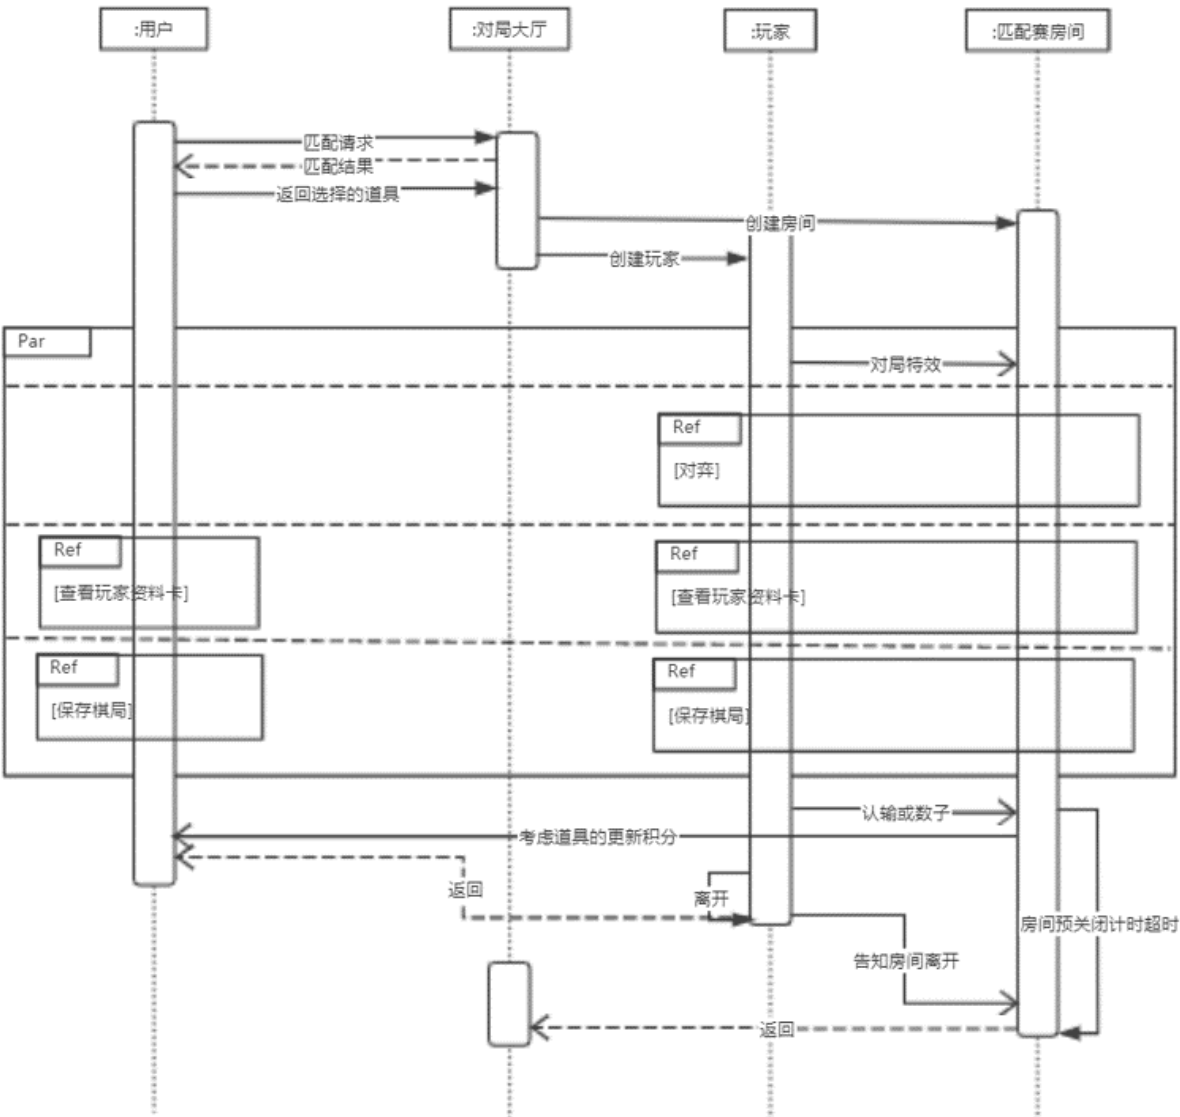 :用户
:对局大厅
:玩家
:匹配赛房间
匹配请求
匹配结果
返回选择的道具
创建房间
创建玩家
Par
对局特效
Ref
[对弈]
Ref
[查看玩家资料卡]
Ref
[查看玩家资料卡]
Ref
[保存棋局]
Ref
[保存棋局]
认输或数子
考虑道具的更新积分
返回
离开
房间预关闭计时超时
告知房间离开
返回